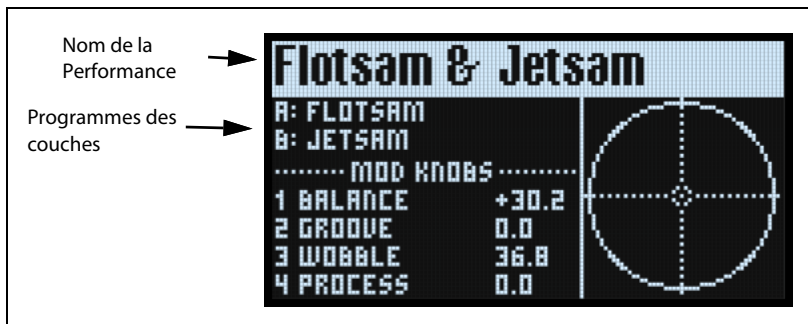 Nom de la
Performance
Flotsam & Jetsam
Programmes des
couches
A: FLOTSAM
B: JETSAM
MOD KNOBS
1 BALANCE +30.2
2 GROOVE 0.0
3 WOBBLE 36.8
4 PROCESS 0.0